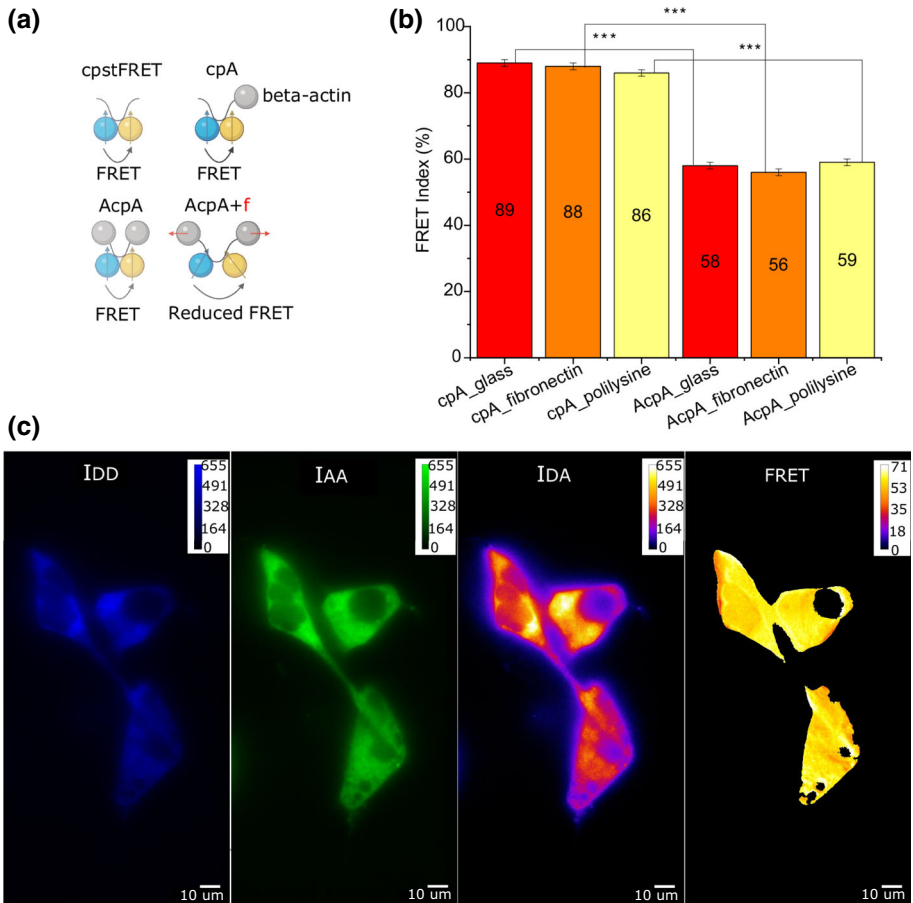 (a)
cpstFRET cpA
beta-actin
FRET FRET
AcpA AcpA+f
FRET Reduced FRET
(b)
100
80
60
40
20
0
FRET Index (%)
***
***
***
89
88
86
58
56
59
cpA_glass
cpA_fibronectin
cpA_polilysine
AcpA_glass
AcpA_fibronectin
AcpA_polysine
(c)
IDD
655
491
328
164
0
10 um
IAA
655
491
328
164
0
10 um
IDA
655
491
328
164
0
10 um
FRET
71
53
35
18
0
10 um